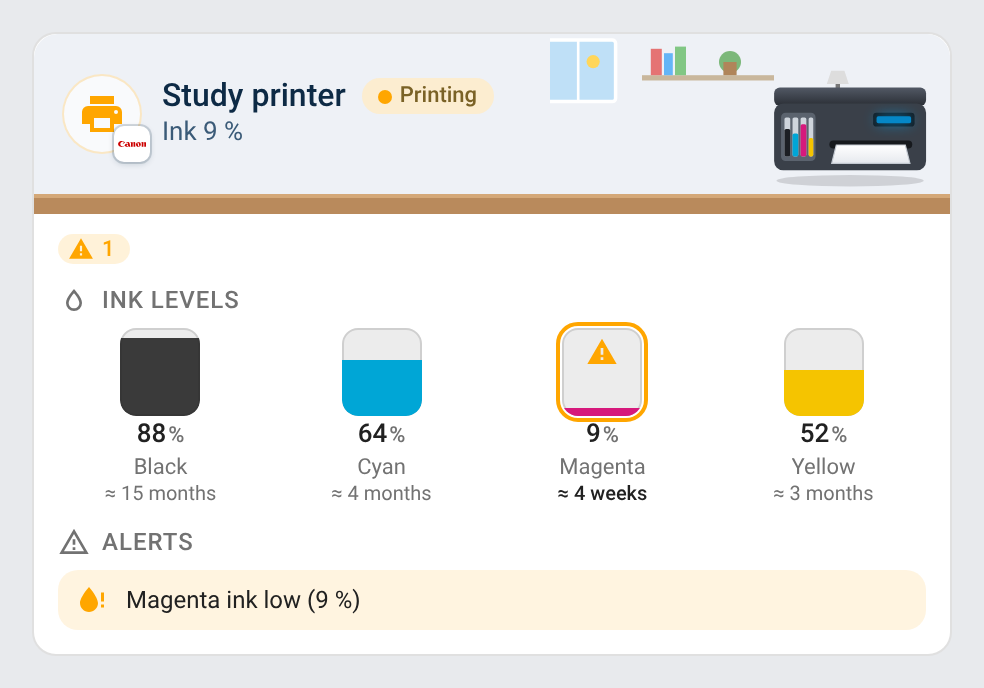 Study printer
Printing
Ink 9 %
Canon
1
INK LEVELS
88%
64%
9%
52%
Black
Cyan
Magenta
Yellow
≈ 15 months
≈ 4 months
≈ 4 weeks
≈ 3 months
ALERTS
Magenta ink low (9 %)